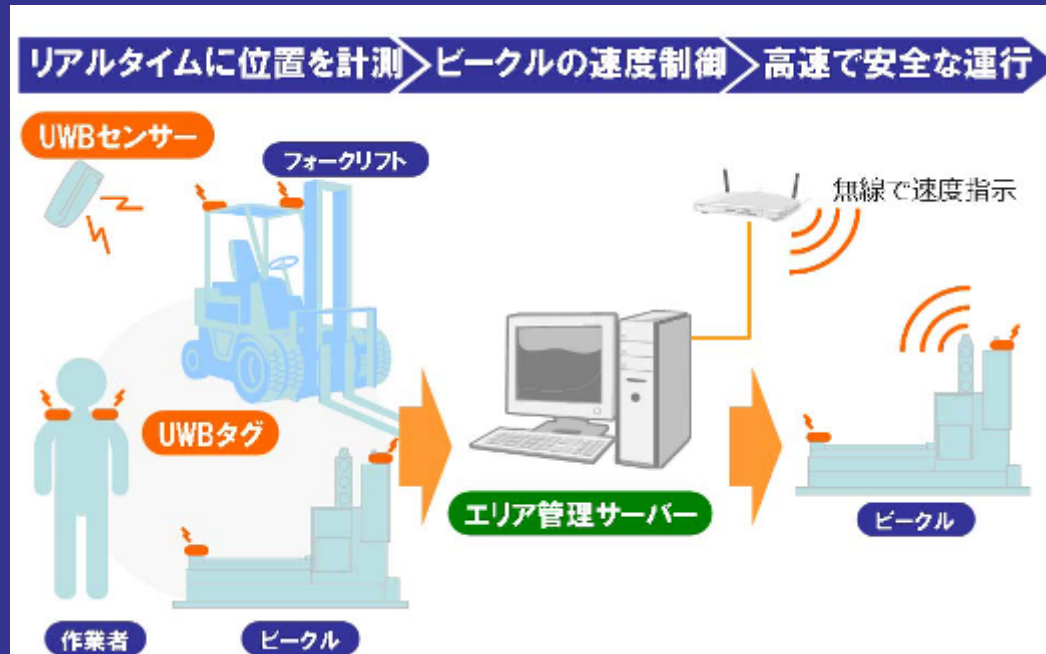 リアルタイムに位置を計測
ビークルの速度制御
高速で安全な運行
UWBセンサー
フォークリフト
無線で速度指示
UWBタグ
エリア管理サーバー
ビークル
作業者
ビークル